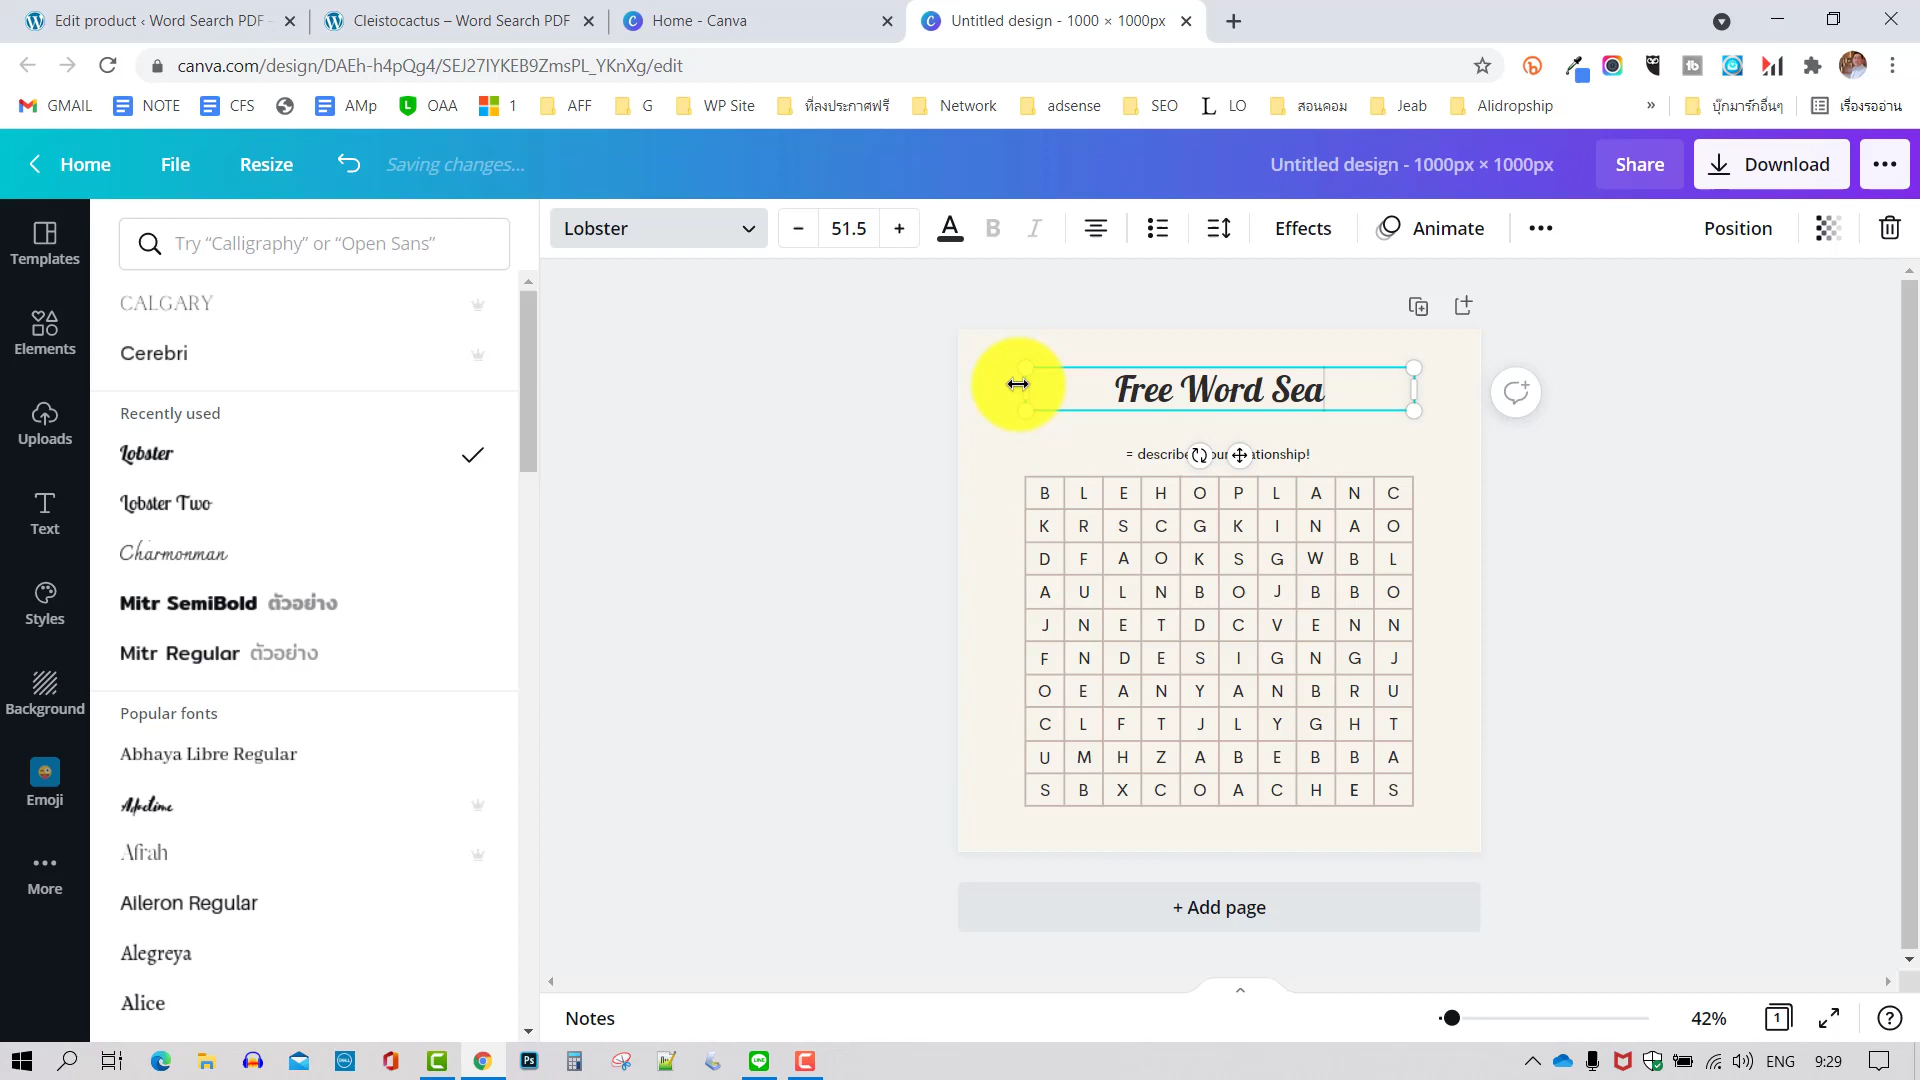 Edit product ‹ Word Search PDF
Cleistocactus – Word Search PDF
Home - Canva
Untitled design - 1000 × 1000px
canva.com/design/DAEh-h4pQg4/SEJ27IYKEB9ZmsPL_YKnXg/edit
GMAIL NOTE CFS AMp OAA 1 AFF G WP Site ที่ลงประกาศฟรี Network adsense SEO LO สอนคอม Jeab Alidropship » บุ๊กมาร์กอื่นๆ เรื่องรออ่าน
Home File Resize Saving changes... Untitled design - 1000px × 1000px Share Download
Lobster 51.5 A B I Effects Animate Position
Try “Calligraphy” or “Open Sans”
Templates
Elements
Uploads
Text
Styles
Background
Emoji
More
CALGARY
Cerebri
Recently used
Lobster
Lobster Two
Charmonman
Mitr SemiBold ตัวอย่าง
Mitr Regular ตัวอย่าง
Popular fonts
Abhaya Libre Regular
Advetime
Afrah
Aileron Regular
Alegreya
Alice
Free Word Sea
B L E H O P L A N C
K R S C G K I N A O
D F A O K S G W B L
A U L N B O J B B O
J N E T D C V E N N
F N D E S I G N G J
O E A N Y A N B R U
C L F T J L Y G H T
U M H Z A B E B B A
S B X C O A C H E S
+ Add page
Notes 42% 1
ENG 9:29